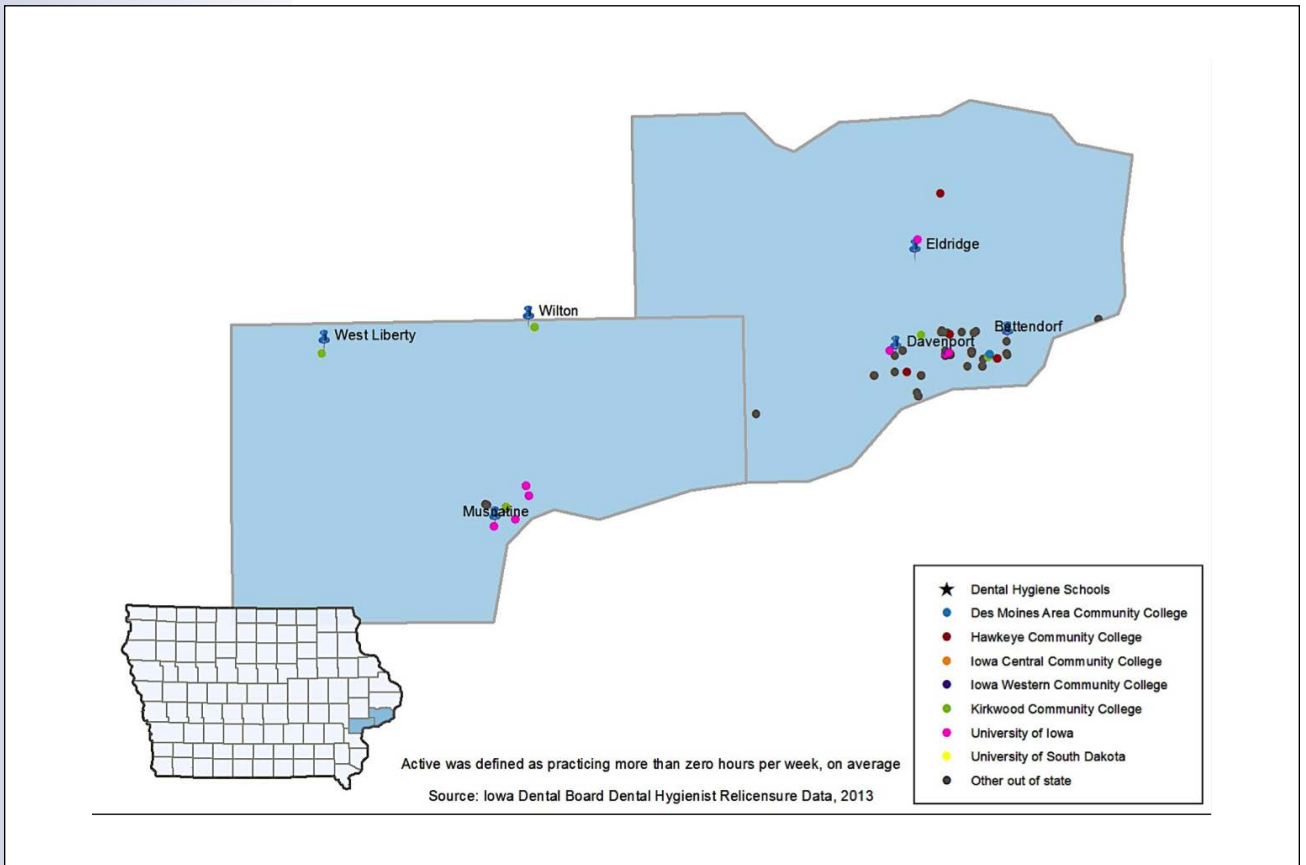 Eldridge
Wilton
Bettendorf
West Liberty
Davenport
Muscatine
Dental Hygiene Schools
Des Moines Area Community College
Hawkeye Community College
Iowa Central Community College
Iowa Western Community College
Kirkwood Community College
University of Iowa
University of South Dakota
Other out of state
Active was defined as practicing more than zero hours per week, on average
Source: Iowa Dental Board Dental Hygienist Relicensure Data, 2013